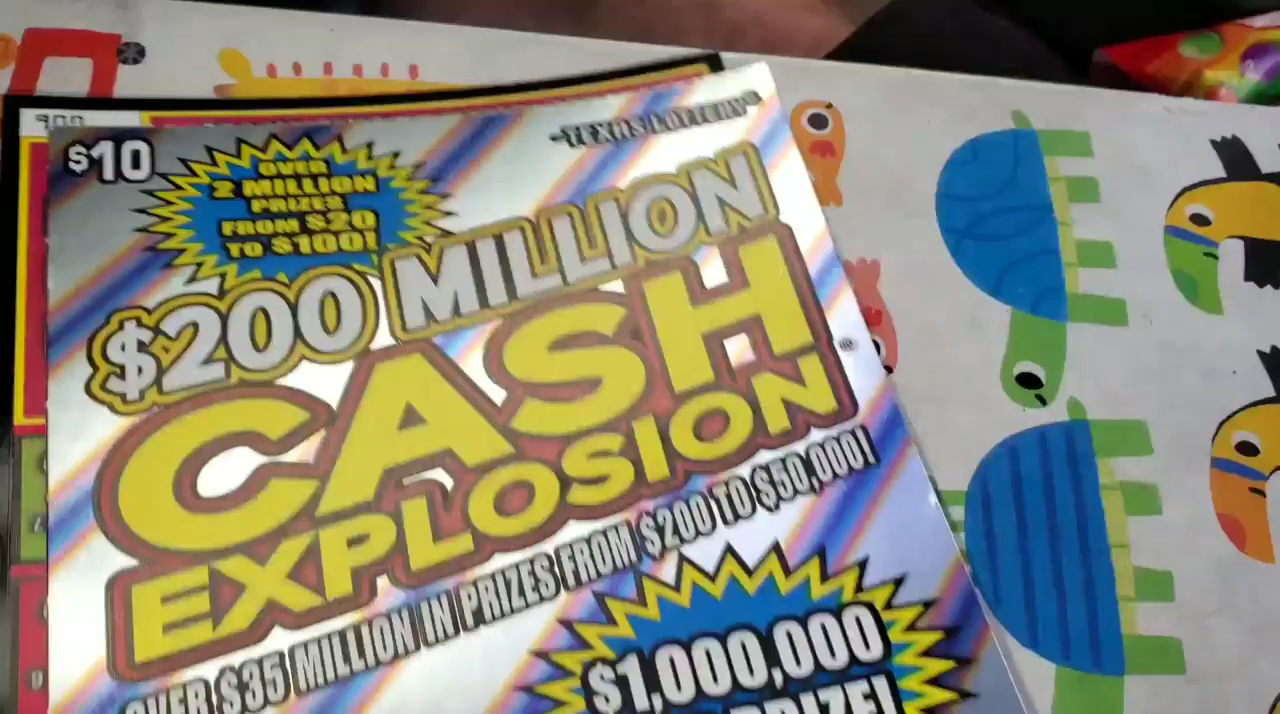 $10
TEXAS LOTTERY
OVER
2 MILLION
PRIZES
FROM $20
TO $100!
$200 MILLION
CASH
EXPLOSION
®
OVER $35 MILLION IN PRIZES FROM $200 TO $50,000!
$1,000,000
PRIZE!